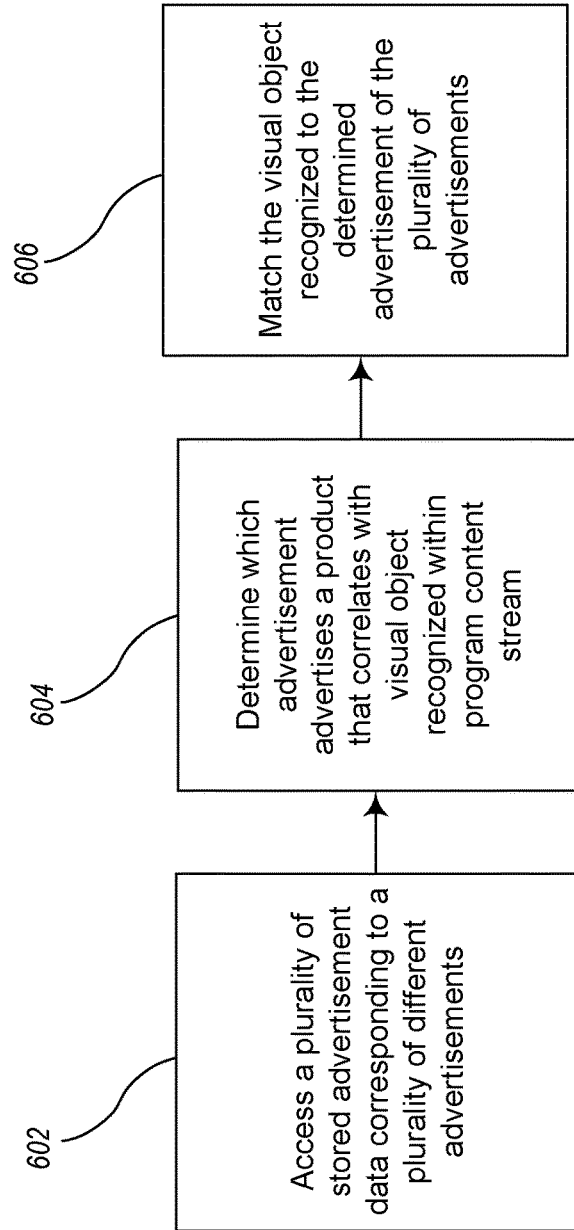 602
Access a plurality of
stored advertisement
data corresponding to a
plurality of different
advertisements
604
Determine which
advertisement
advertises a product
that correlates with
visual object
recognized within
program content
stream
606
Match the visual object
recognized to the
determined
advertisement of the
plurality of
advertisements